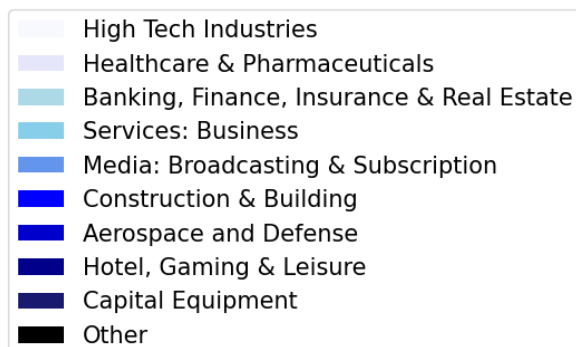 High Tech Industries
Healthcare & Pharmaceuticals
Banking, Finance, Insurance & Real Estate
Services: Business
Media: Broadcasting & Subscription
Construction & Building
Aerospace and Defense
Hotel, Gaming & Leisure
Capital Equipment
Other